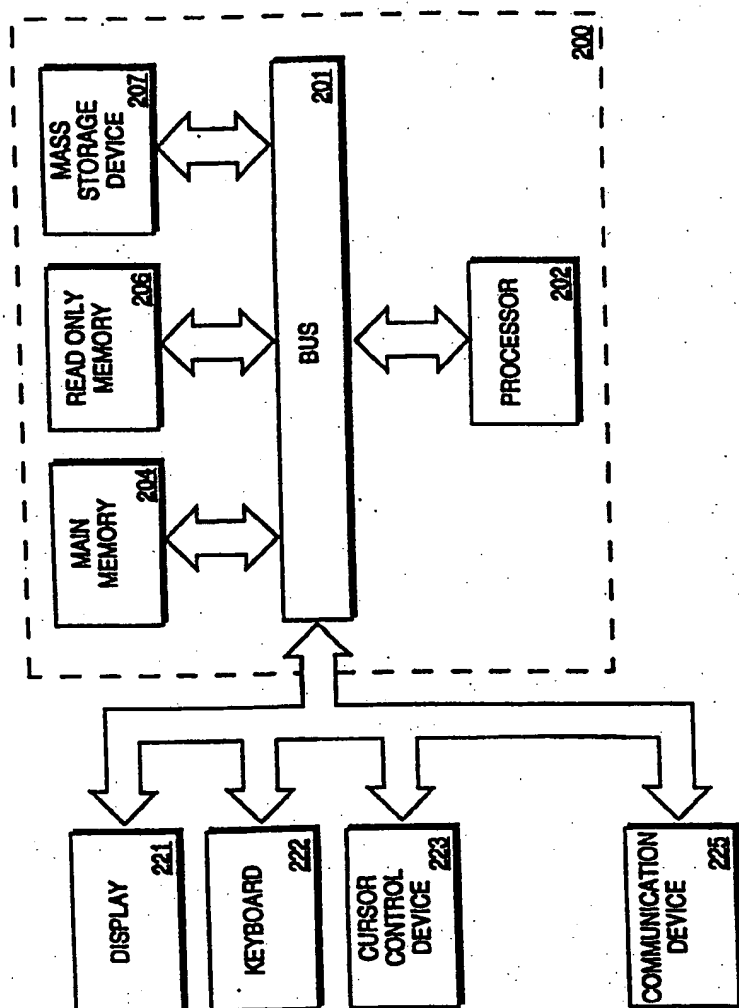 MAIN
MEMORY
204
READ ONLY
MEMORY
206
MASS
STORAGE
DEVICE
207
BUS
201
PROCESSOR
202
200
DISPLAY
221
KEYBOARD
222
CURSOR
CONTROL
DEVICE
223
COMMUNICATION
DEVICE
225